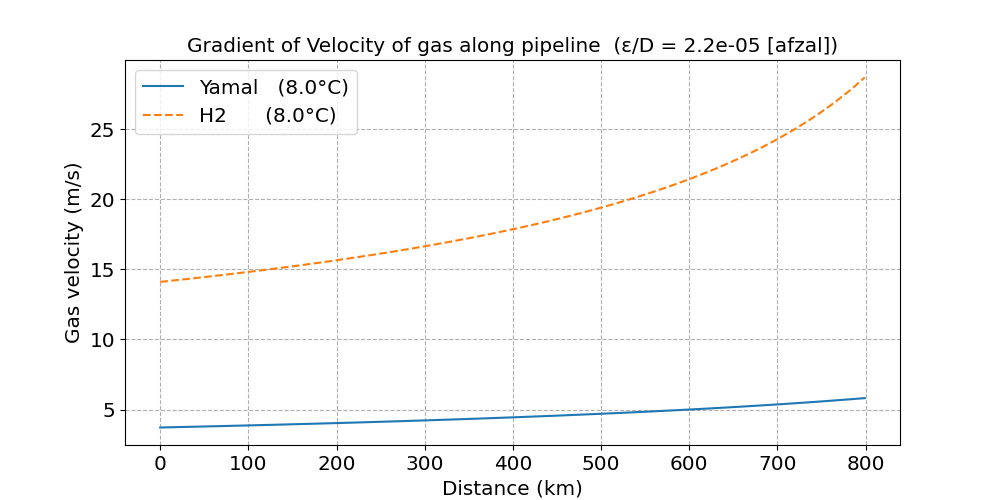 Gradient of Velocity of gas along pipeline  (ε/D = 2.2e-05 [afzal])
Yamal   (8.0°C)
H2      (8.0°C)
Gas velocity (m/s)
25
20
15
10
5
0 100 200 300 400 500 600 700 800
Distance (km)